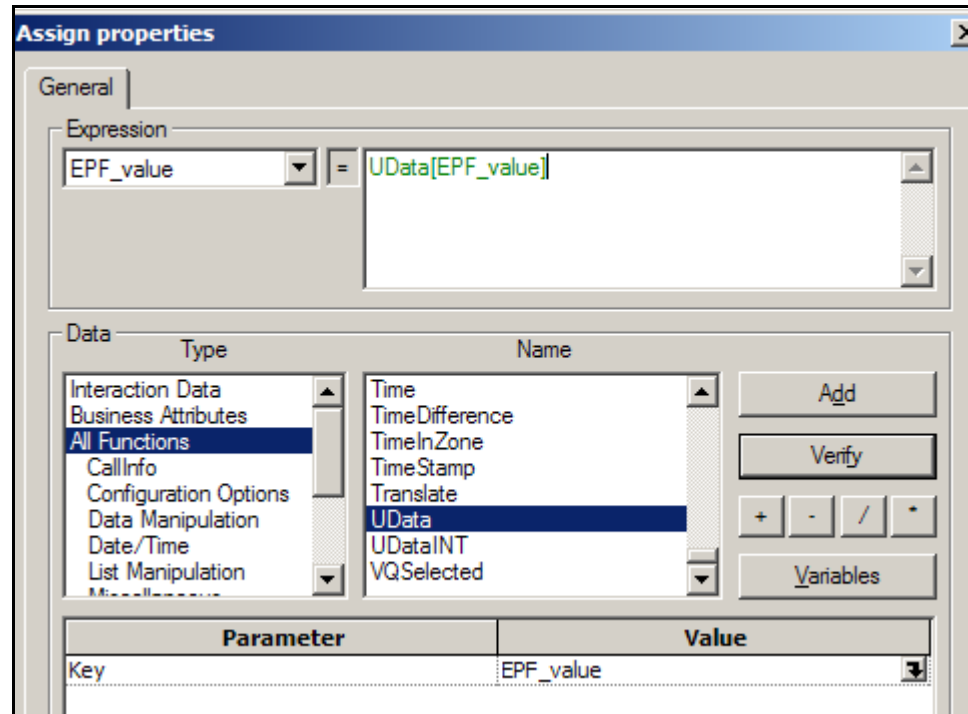 Assign properties
General
Expression
EPF_value = UData[EPF_value]
Data
Type Name
Interaction Data
Business Attributes
All Functions
CallInfo
Configuration Options
Data Manipulation
Date/Time
List Manipulation
Time
TimeDifference
TimeInZone
TimeStamp
Translate
UData
UDataINT
VQSelected
Add
Verify
+ - / *
Variables
Parameter Value
Key EPF_value